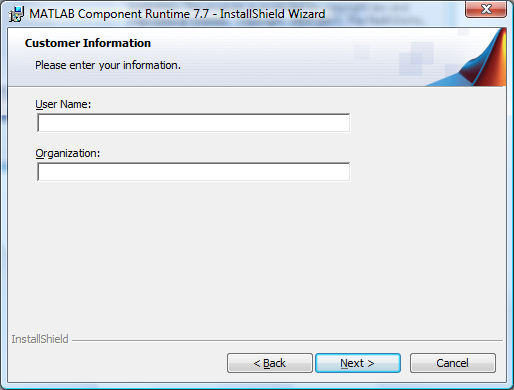 MATLAB Component Runtime 7.7 - InstallShield Wizard
Customer Information
Please enter your information.
User Name:
Organization:
InstallShield
< Back
Next >
Cancel